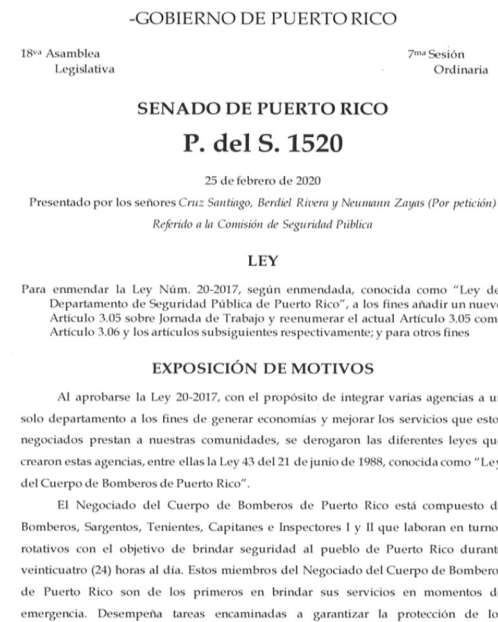 -GOBIERNO DE PUERTO RICO
18va Asamblea Legislativa
7ma Sesión Ordinaria
SENADO DE PUERTO RICO
P. del S. 1520
25 de febrero de 2020
Presentado por los señores Cruz Santiago, Berdiel Rivera y Neumann Zayas (Por petición)
Referido a la Comisión de Seguridad Pública
LEY
Para enmendar la Ley Núm. 20-2017, según enmendada, conocida como "Ley de
Departamento de Seguridad Pública de Puerto Rico", a los fines añadir un nuev
Artículo 3.05 sobre Jornada de Trabajo y reenumerar el actual Artículo 3.05 com
Artículo 3.06 y los artículos subsiguientes respectivamente; y para otros fines
EXPOSICIÓN DE MOTIVOS
Al aprobarse la Ley 20-2017, con el propósito de integrar varias agencias a u
solo departamento a los fines de generar economías y mejorar los servicios que esto
negociados prestan a nuestras comunidades, se derogaron las diferentes leyes qu
crearon estas agencias, entre ellas la Ley 43 del 21 de junio de 1988, conocida como "Ley
del Cuerpo de Bomberos de Puerto Rico".
El Negociado del Cuerpo de Bomberos de Puerto Rico está compuesto d
Bomberos, Sargentos, Tenientes, Capitanes e Inspectores I y II que laboran en turno
rotativos con el objetivo de brindar seguridad al pueblo de Puerto Rico durant
veinticuatro (24) horas al día. Estos miembros del Negociado del Cuerpo de Bombero
de Puerto Rico son de los primeros en brindar sus servicios en momentos d
emergencia. Desempeña tareas encaminadas a garantizar la protección de lo